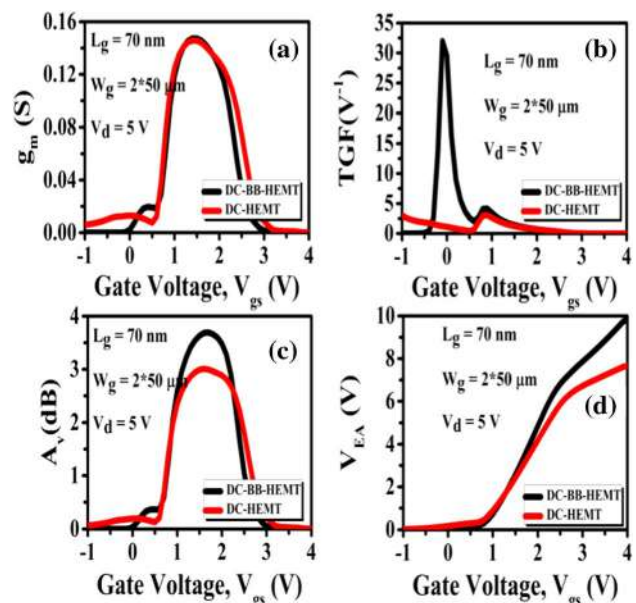 (a)
0.16
0.12
0.08
0.04
0.00
g_m (S)
L_g = 70 nm
W_g = 2*50 μm
V_d = 5 V
DC-BB-HEMT
DC-HEMT
-1 0 1 2 3 4
Gate Voltage, V_gs (V)
(b)
35
30
25
20
15
10
5
0
TGF(V⁻¹)
L_g = 70 nm
W_g = 2*50 μm
V_d = 5 V
DC-BB-HEMT
DC-HEMT
-1 0 1 2 3 4
Gate Voltage, V_gs (V)
(c)
4
3
2
1
0
A_v(dB)
L_g = 70 nm
W_g = 2*50 μm
V_d = 5 V
DC-BB-HEMT
DC-HEMT
-1 0 1 2 3 4
Gate Voltage, V_gs (V)
(d)
10
8
6
4
2
0
V_EA (V)
L_g = 70 nm
W_g = 2*50 μm
V_d = 5 V
DC-BB-HEMT
DC-HEMT
-1 0 1 2 3 4
Gate Voltage, V_gs (V)